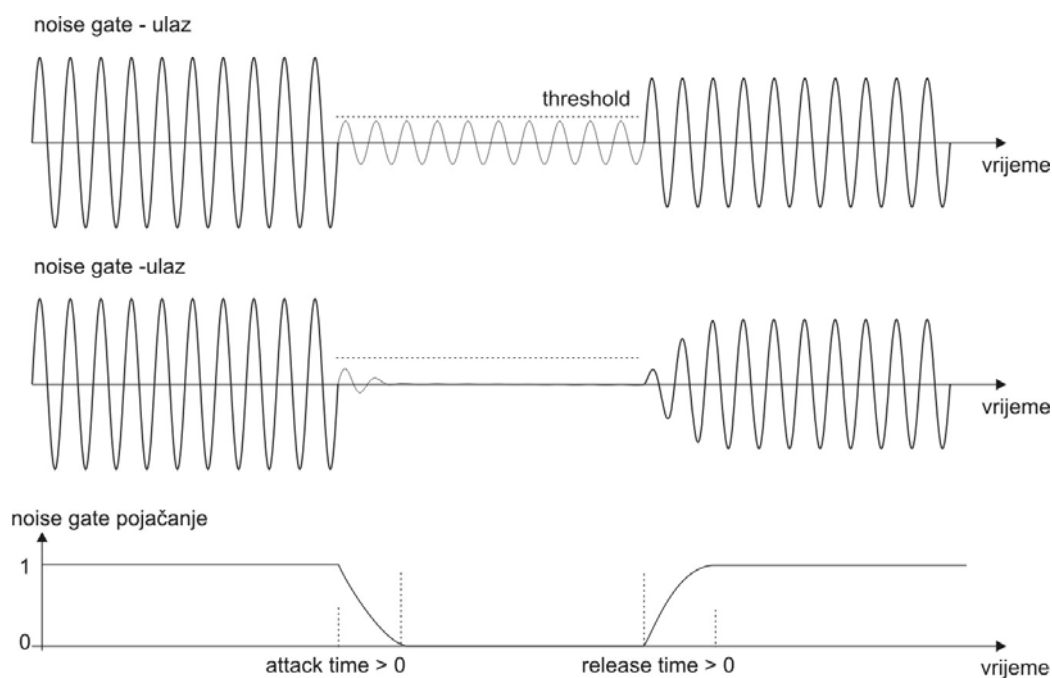 noise gate - ulaz
threshold
vrijeme
noise gate -ulaz
vrijeme
noise gate pojačanje
1
0
attack time > 0
release time > 0
vrijeme